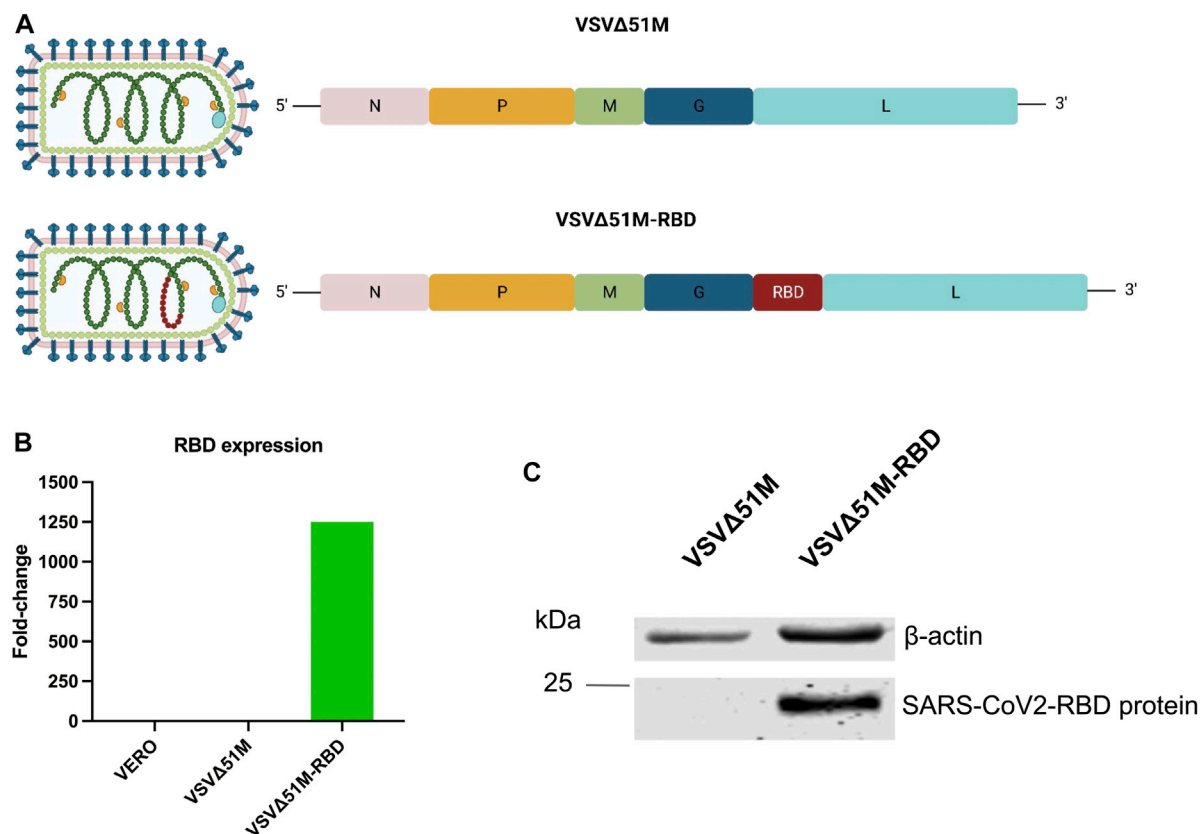 A
VSVΔ51M
5' N P M G L 3'
VSVΔ51M-RBD
5' N P M G RBD L 3'
B
RBD expression
Fold-change
1500
1250
1000
750
500
250
0
VERO
VSVΔ51M
VSVΔ51M-RBD
C
VSVΔ51M
VSVΔ51M-RBD
kDa
β-actin
25
SARS-CoV2-RBD protein